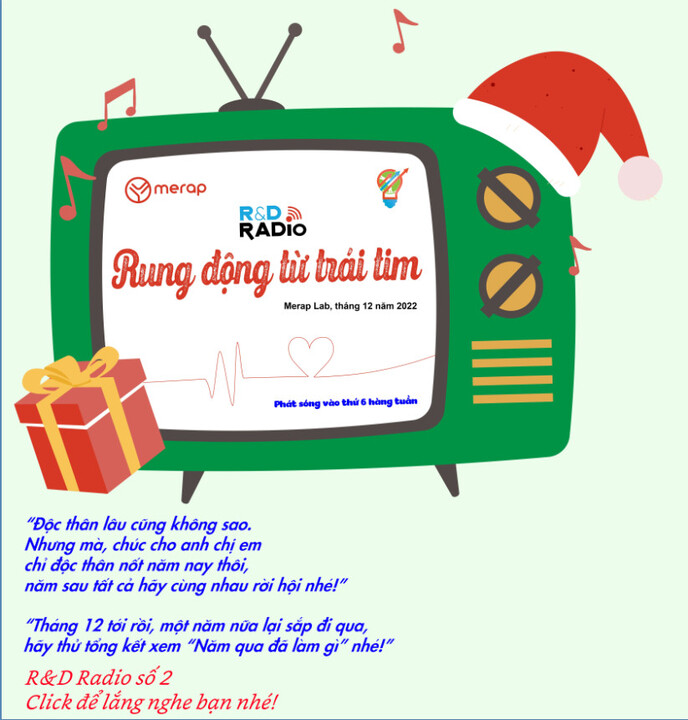 merap
R&D
RADio
Rung động từ trái tim
Merap Lab, tháng 12 năm 2022
Phát sóng vào thứ 6 hàng tuần
“Độc thân lâu cũng không sao.
Nhưng mà, chúc cho anh chị em
chỉ độc thân nốt năm nay thôi,
năm sau tất cả hãy cùng nhau rời hội nhé!”
“Tháng 12 tới rồi, một năm nữa lại sắp đi qua,
hãy thử tổng kết xem “Năm qua đã làm gì” nhé!”
R&D Radio số 2
Click để lắng nghe bạn nhé!